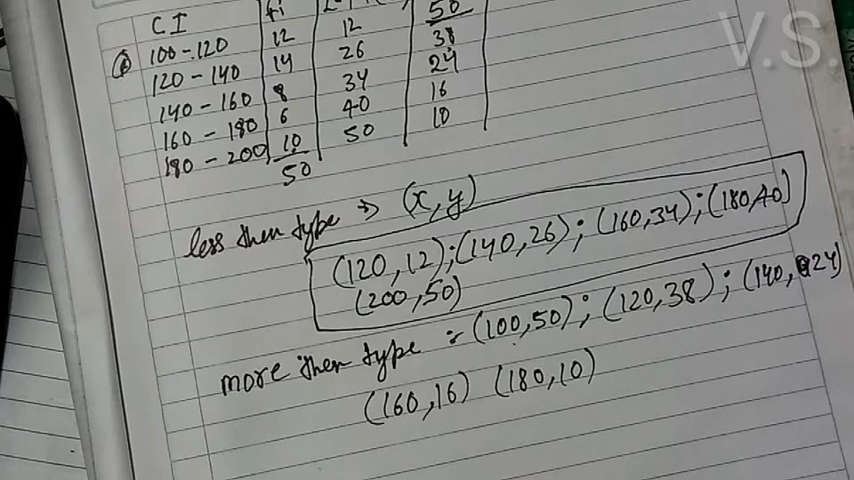 CI fi 50
100-120 12 12 38
120-140 14 26 24
140-160 8 34 16
160-180 6 40 10
180-200 10 50
50
less then type → (x,y)
(120,12);(140,26); (160,34);(180,40)
(200,50)
more then type = (100,50); (120,38); (140,24)
(160,16) (180,10)
V.S.